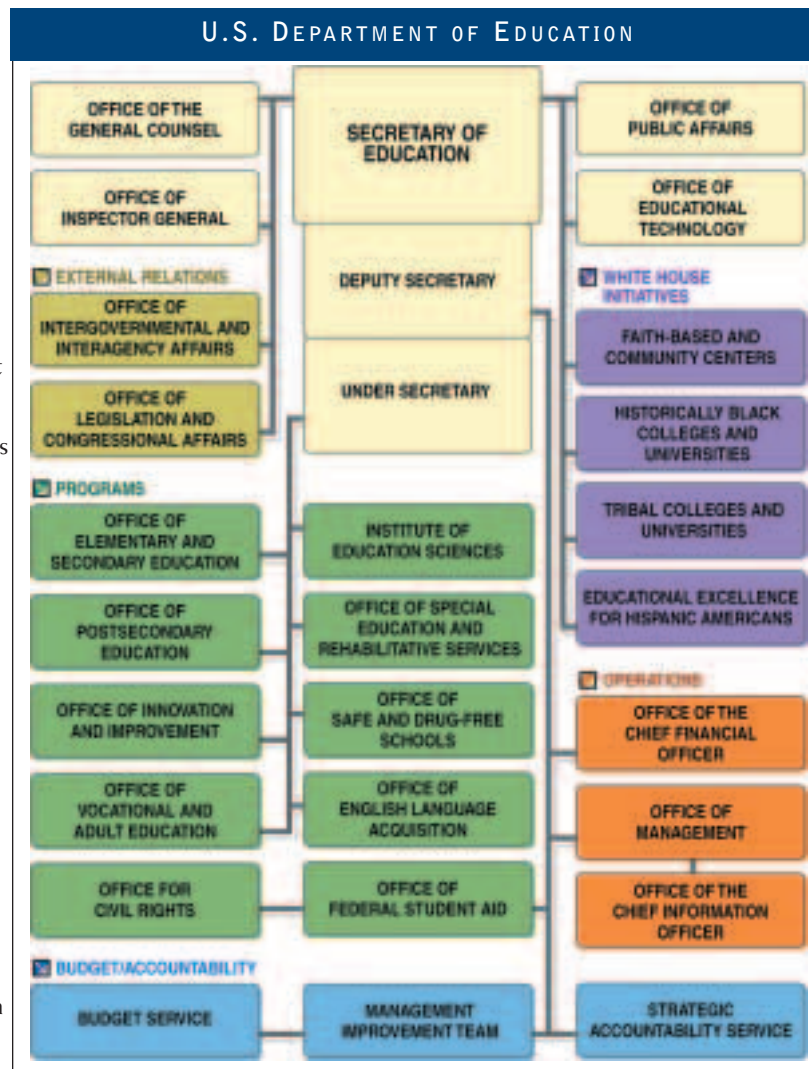 U.S. DEPARTMENT OF EDUCATION
OFFICE OF THE
GENERAL COUNSEL
SECRETARY OF
EDUCATION
OFFICE OF
PUBLIC AFFAIRS
OFFICE OF
INSPECTOR GENERAL
OFFICE OF
EDUCATIONAL
TECHNOLOGY
EXTERNAL RELATIONS
DEPUTY SECRETARY
WHITE HOUSE
INITIATIVES
OFFICE OF
INTERGOVERNMENTAL AND
INTERAGENCY AFFAIRS
FAITH-BASED AND
COMMUNITY CENTERS
OFFICE OF
LEGISLATION AND
CONGRESSIONAL AFFAIRS
UNDER SECRETARY
HISTORICALLY BLACK
COLLEGES AND
UNIVERSITIES
PROGRAMS
OFFICE OF
ELEMENTARY AND
SECONDARY EDUCATION
INSTITUTE OF
EDUCATION SCIENCES
TRIBAL COLLEGES AND
UNIVERSITIES
OFFICE OF
POSTSECONDARY
EDUCATION
OFFICE OF SPECIAL
EDUCATION AND
REHABILITATIVE SERVICES
EDUCATIONAL EXCELLENCE
FOR HISPANIC AMERICANS
OPERATIONS
OFFICE OF INNOVATION
AND IMPROVEMENT
OFFICE OF
SAFE AND DRUG-FREE
SCHOOLS
OFFICE OF THE
CHIEF FINANCIAL
OFFICER
OFFICE OF
VOCATIONAL AND
ADULT EDUCATION
OFFICE OF
ENGLISH LANGUAGE
ACQUISITION
OFFICE OF
MANAGEMENT
OFFICE FOR
CIVIL RIGHTS
OFFICE OF
FEDERAL STUDENT AID
OFFICE OF THE
CHIEF INFORMATION
OFFICER
BUDGET/ACCOUNTABILITY
BUDGET SERVICE
MANAGEMENT
IMPROVEMENT TEAM
STRATEGIC
ACCOUNTABILITY SERVICE